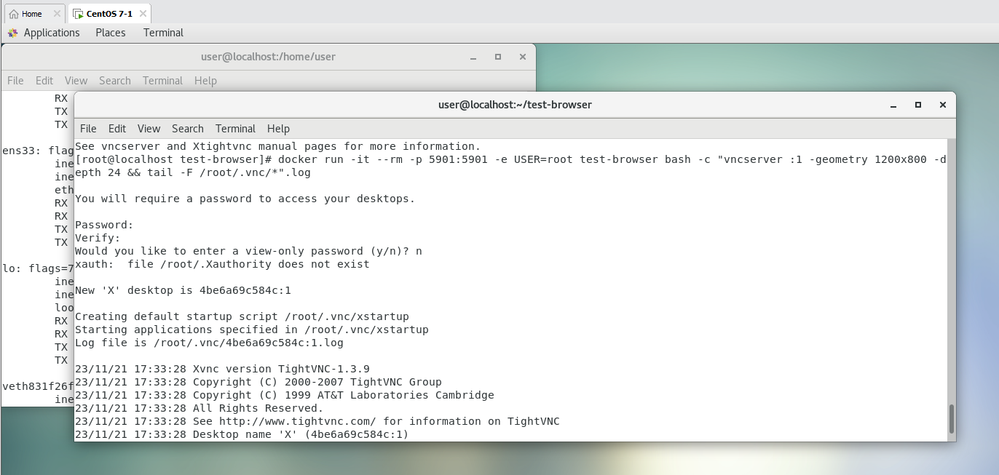 Home
CentOS 7-1
Applications Places Terminal
user@localhost:/home/user
File Edit View Search Terminal Help
RX
TX
TX
ens33: flag
ine
ine
eth
RX
RX
TX
TX
lo: flags=7
ine
ine
loo
RX
RX
TX
TX
veth831f26f
ine
user@localhost:~/test-browser
File Edit View Search Terminal Help
See vncserver and Xtightvnc manual pages for more information.
[root@localhost test-browser]# docker run -it --rm -p 5901:5901 -e USER=root test-browser bash -c "vncserver :1 -geometry 1200x800 -d
epth 24 && tail -F /root/.vnc/*".log
You will require a password to access your desktops.
Password:
Verify:
Would you like to enter a view-only password (y/n)? n
xauth:  file /root/.Xauthority does not exist
New 'X' desktop is 4be6a69c584c:1
Creating default startup script /root/.vnc/xstartup
Starting applications specified in /root/.vnc/xstartup
Log file is /root/.vnc/4be6a69c584c:1.log
23/11/21 17:33:28 Xvnc version TightVNC-1.3.9
23/11/21 17:33:28 Copyright (C) 2000-2007 TightVNC Group
23/11/21 17:33:28 Copyright (C) 1999 AT&T Laboratories Cambridge
23/11/21 17:33:28 All Rights Reserved.
23/11/21 17:33:28 See http://www.tightvnc.com/ for information on TightVNC
23/11/21 17:33:28 Desktop name 'X' (4be6a69c584c:1)